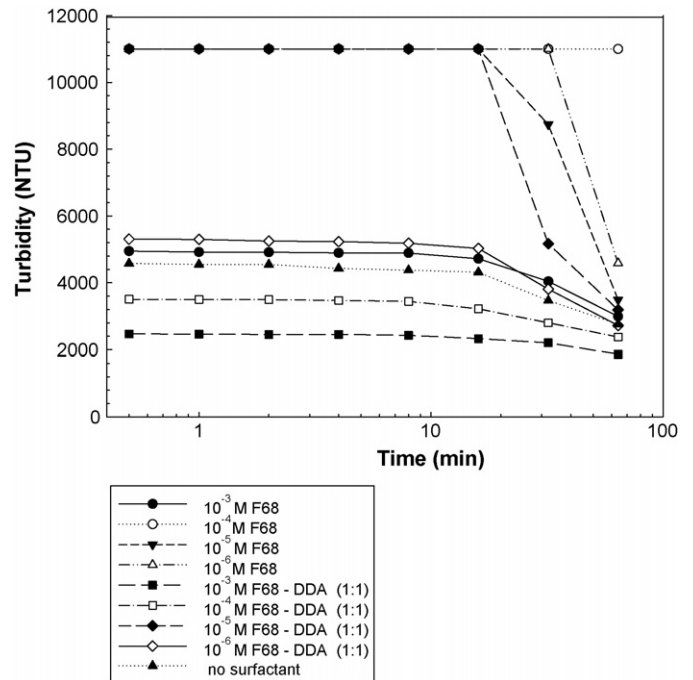 12000
10000
8000
6000
4000
2000
0
Turbidity (NTU)
1 10 100
Time (min)
10⁻³ M F68
10⁻⁴ M F68
10⁻⁵ M F68
10⁻⁶ M F68
10⁻³ M F68 - DDA (1:1)
10⁻⁴ M F68 - DDA (1:1)
10⁻⁵ M F68 - DDA (1:1)
10⁻⁶ M F68 - DDA (1:1)
no surfactant